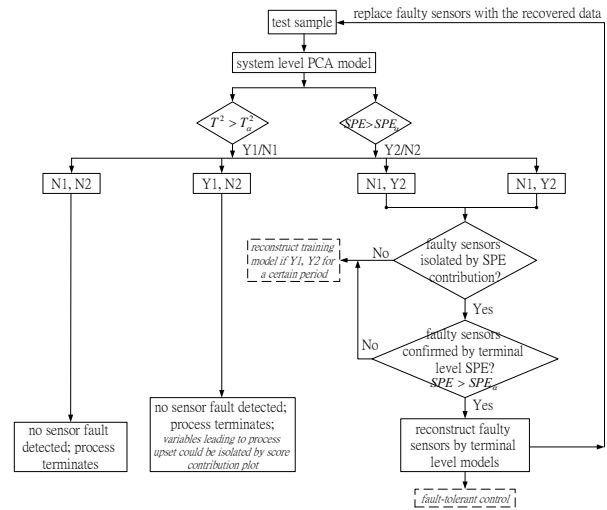 replace faulty sensors with the recovered data
test sample
system level PCA model
T² > T²α
SPE>SPEα
Y1/N1
Y2/N2
N1, N2
Y1, N2
N1, Y2
N1, Y2
reconstruct training
model if Y1, Y2 for
a certain period
No
faulty sensors
isolated by SPE
contribution?
Yes
No
faulty sensors
confirmed by terminal
level SPE?
SPE > SPEα
Yes
no sensor fault
detected; process
terminates
no sensor fault detected;
process terminates;
variables leading to process
upset could be isolated by score
contribution plot
reconstruct faulty
sensors by terminal
level models
fault-tolerant control